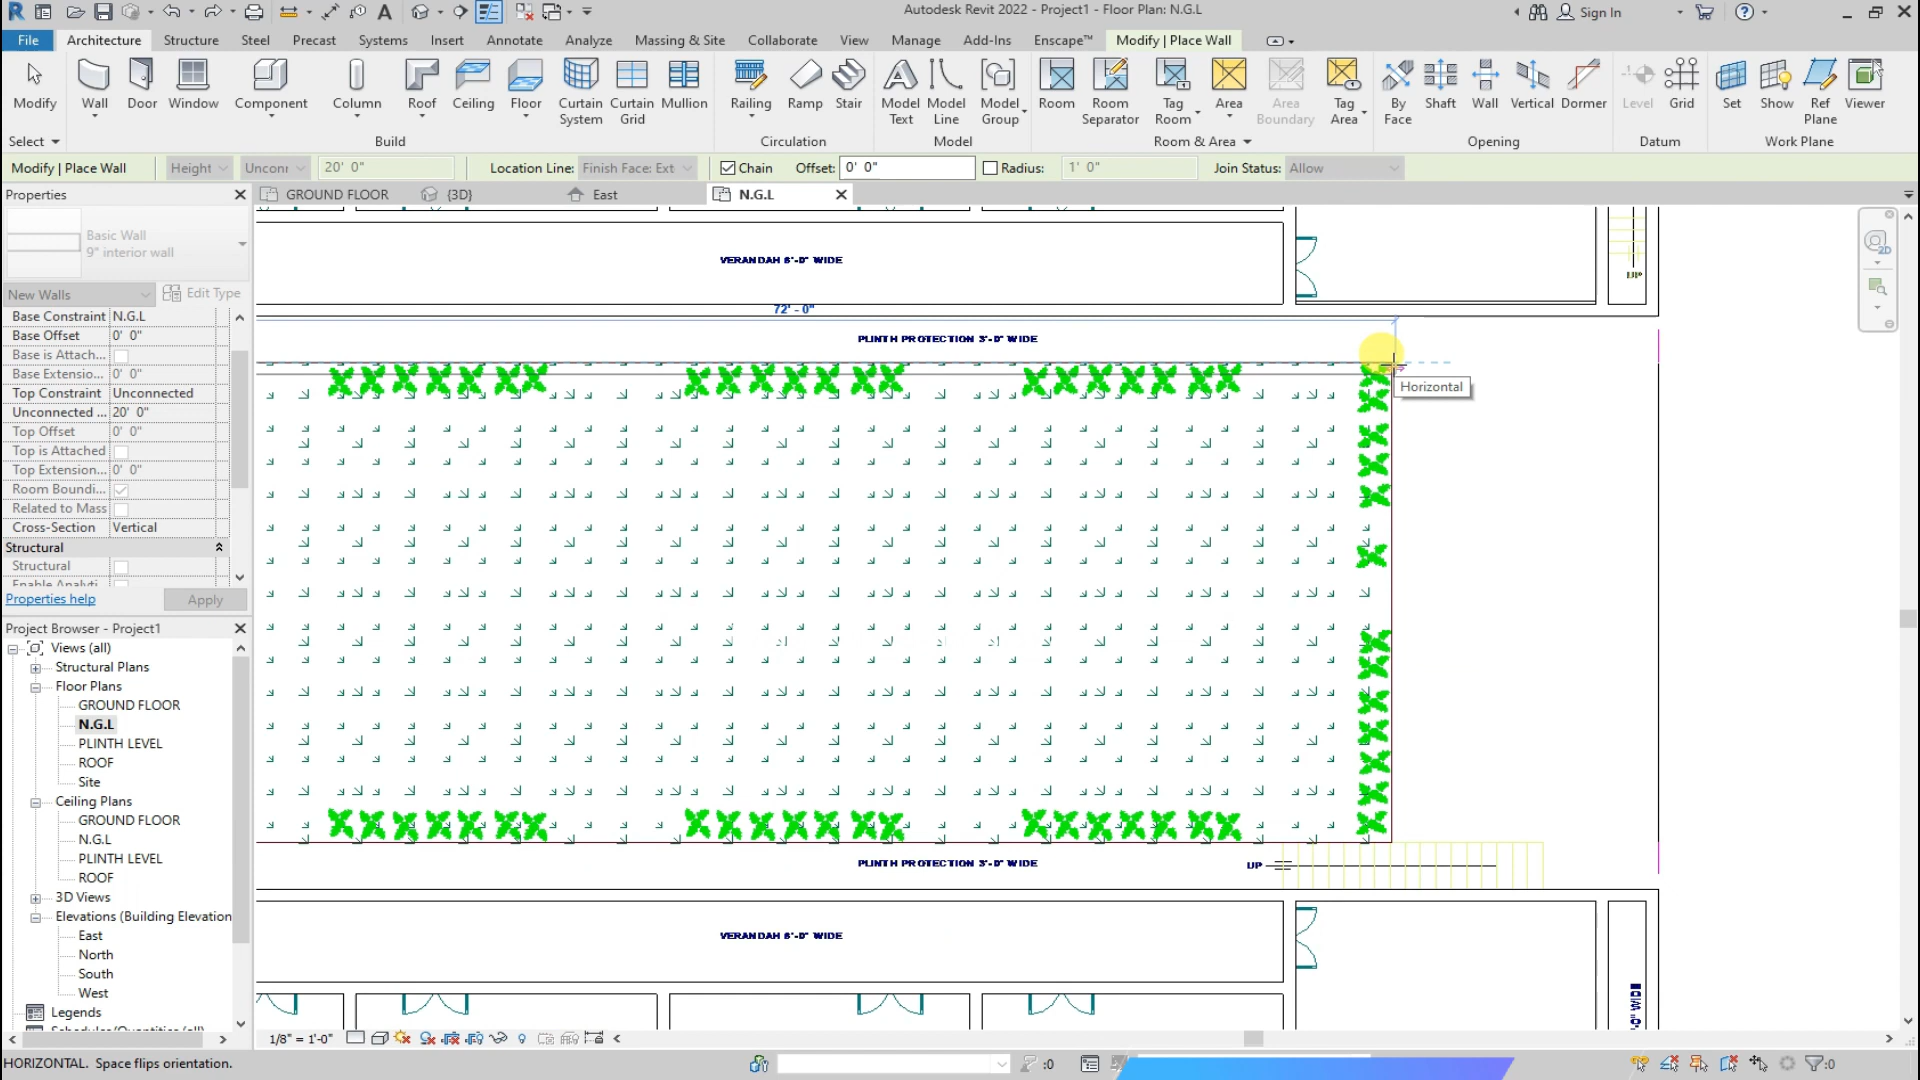 Autodesk Revit 2022 - Project1 - Floor Plan: N.G.L
Sign In
File Architecture Structure Steel Precast Systems Insert Annotate Analyze Massing & Site Collaborate View Manage Add-Ins Enscape™ Modify | Place Wall
Modify Wall Door Window Component Column Roof Ceiling Floor Curtain System Curtain Grid Mullion Railing Ramp Stair Model Text Model Line Model Group Room Room Separator Tag Room Area Area Boundary Tag Area By Face Shaft Wall Vertical Dormer Level Grid Set Show Ref Plane Viewer
Select Build Circulation Model Room & Area Opening Datum Work Plane
Modify | Place Wall Height Unconr 20' 0" Location Line: Finish Face: Ext Chain Offset: 0' 0" Radius: 1' 0" Join Status: Allow
Properties
GROUND FLOOR {3D} East N.G.L
Basic Wall
9" interior wall
New Walls Edit Type
Base Constraint N.G.L
Base Offset 0' 0"
Base is Attach...
Base Extensio... 0' 0"
Top Constraint Unconnected
Unconnected ... 20' 0"
Top Offset 0' 0"
Top is Attached
Top Extension... 0' 0"
Room Boundi...
Related to Mass
Cross-Section Vertical
Structural
Structural
Enable Analyti
Properties help Apply
Project Browser - Project1
Views (all)
Structural Plans
Floor Plans
GROUND FLOOR
N.G.L
PLINTH LEVEL
ROOF
Site
Ceiling Plans
GROUND FLOOR
N.G.L
PLINTH LEVEL
ROOF
3D Views
Elevations (Building Elevation
East
North
South
West
Legends
Schedules/Quantities (all)
VERANDAH 6'-0" WIDE
UP
72' - 0"
PLINTH PROTECTION 3'-0" WIDE
Horizontal
PLINTH PROTECTION 3'-0" WIDE
UP
VERANDAH 6'-0" WIDE
1/8" = 1'-0"
HORIZONTAL. Space flips orientation.
:0
:0